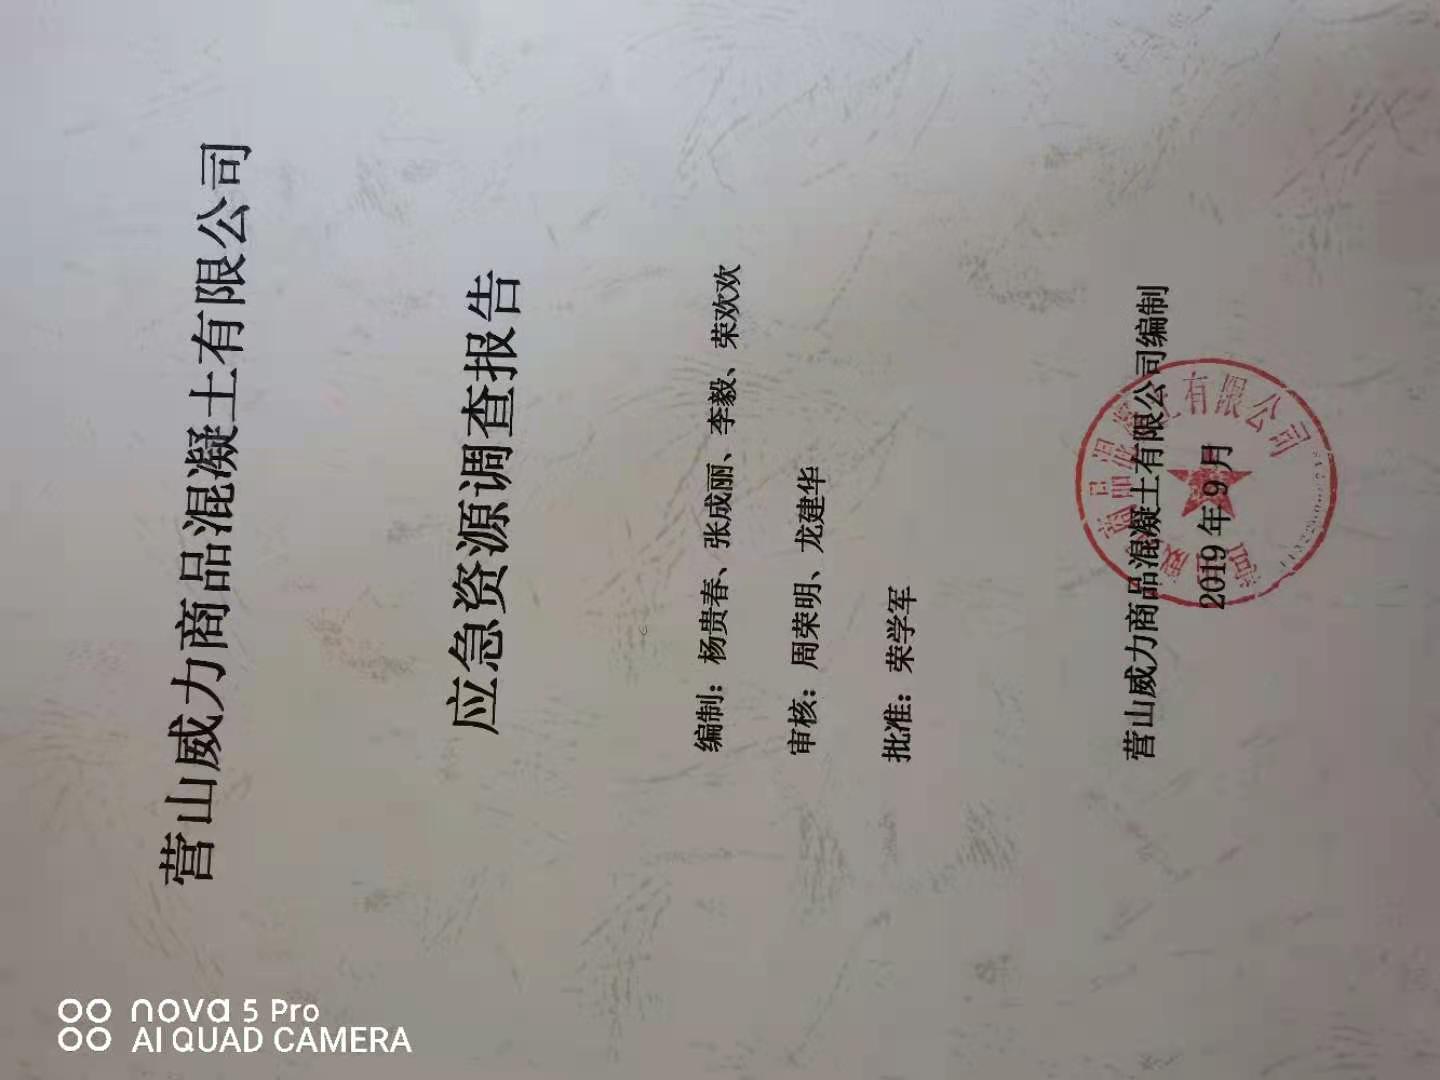 营山威力商品混凝土有限公司
应急资源调查报告
编制：杨贵春、张成丽、李毅、荣欢欢
审核：周荣明、龙建华
批准：荣学军
营山威力商品混凝土有限公司编制
2019年9月
nova 5 Pro
AI QUAD CAMERA